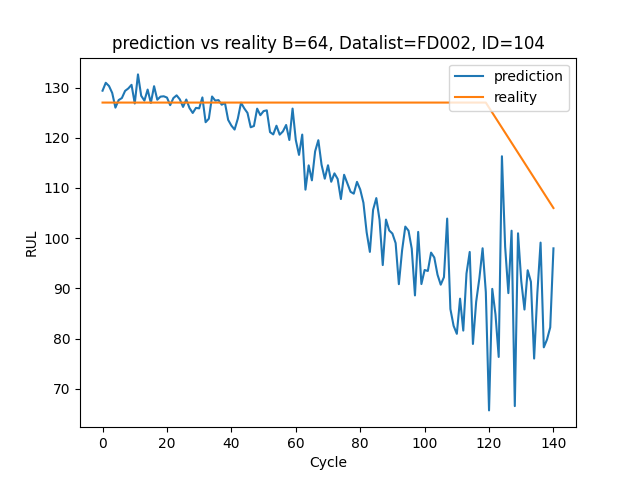 prediction vs reality B=64, Datalist=FD002, ID=104
prediction
reality
130
120
110
100
90
80
70
RUL
0 20 40 60 80 100 120 140
Cycle